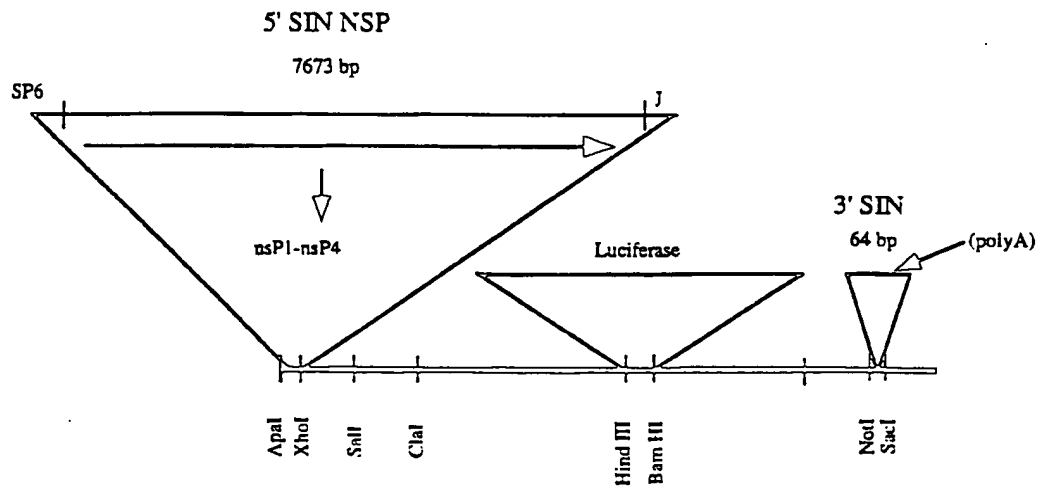 5' SIN NSP
7673 bp
SP6
J
nsP1-nsP4
3' SIN
64 bp
(polyA)
Luciferase
ApaI
XhoI
SalI
ClaI
Hind III
Bam HI
NotI
SacI